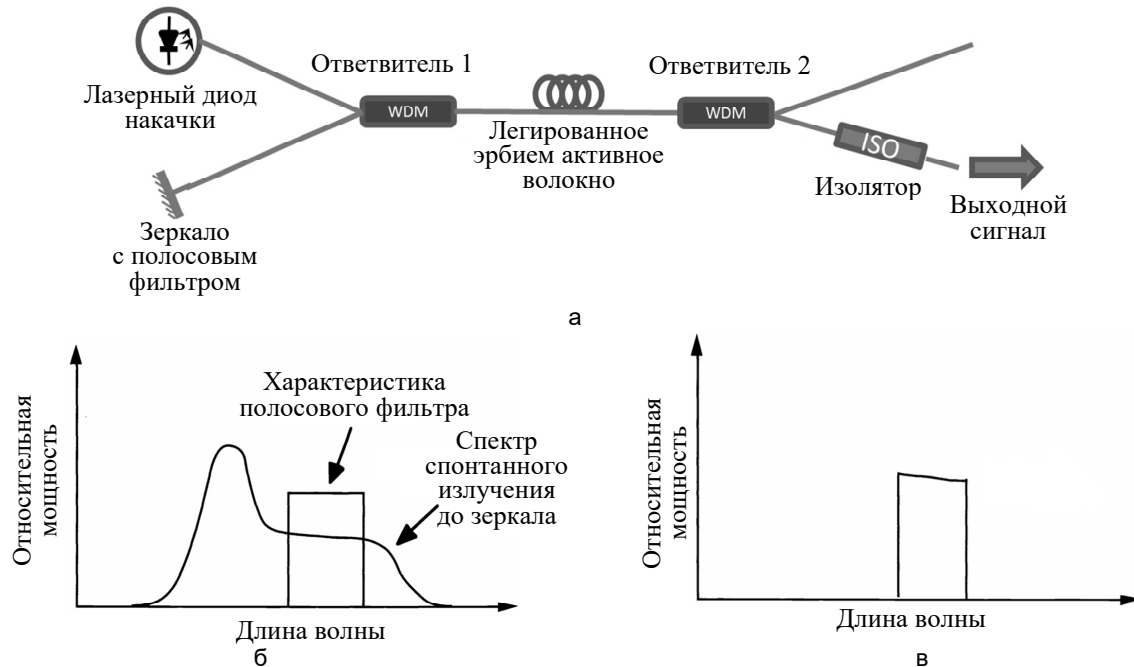 Лазерный диод
накачки
Ответвитель 1
WDM
Легированное
эрбием активное
волокно
Ответвитель 2
WDM
ISO
Изолятор
Выходной
сигнал
Зеркало
с полосовым
фильтром
а
Относительная
мощность
Характеристика
полосового фильтра
Спектр
спонтанного
излучения
до зеркала
Длина волны
б
Относительная
мощность
Длина волны
в